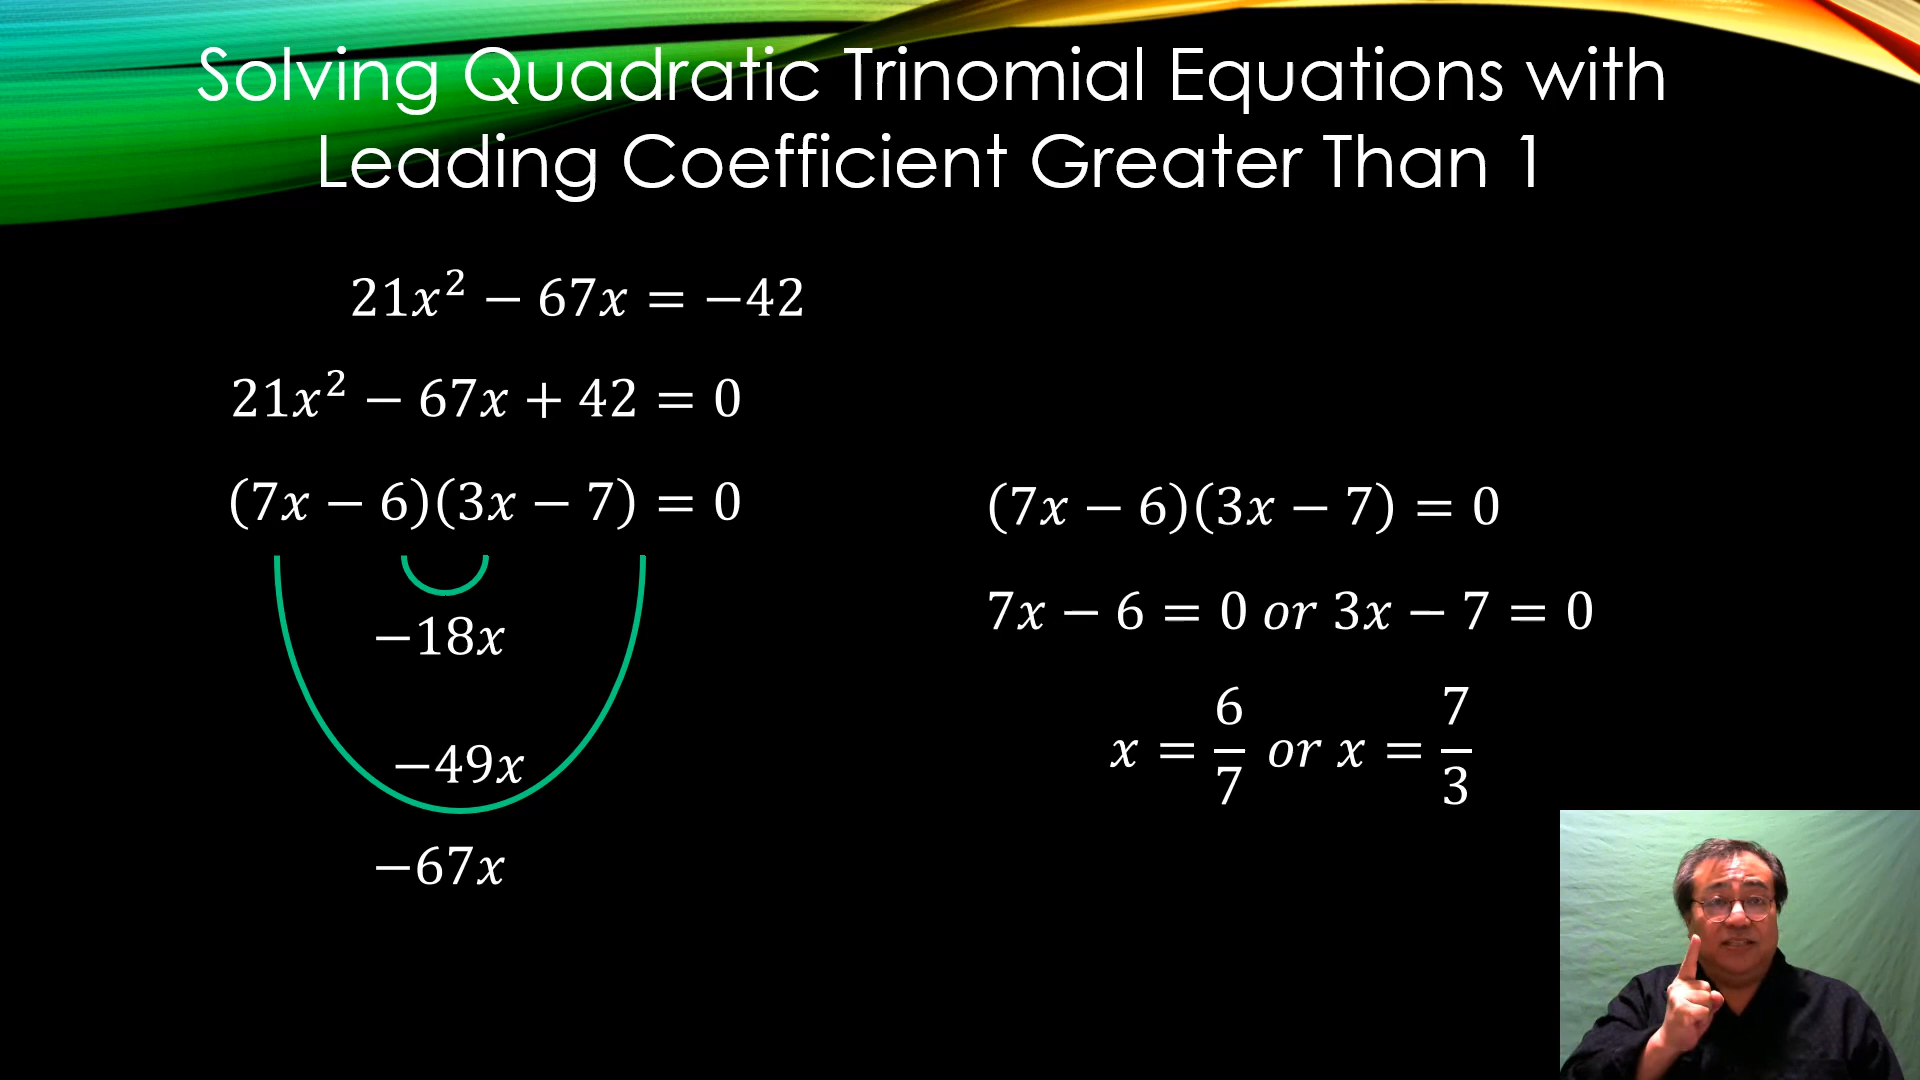 Solving Quadratic Trinomial Equations with
Leading Coefficient Greater Than 1
21x² − 67x = −42
21x² − 67x + 42 = 0
(7x − 6)(3x − 7) = 0
−18x
−49x
−67x
(7x − 6)(3x − 7) = 0
7x − 6 = 0 or 3x − 7 = 0
x = 6/7 or x = 7/3